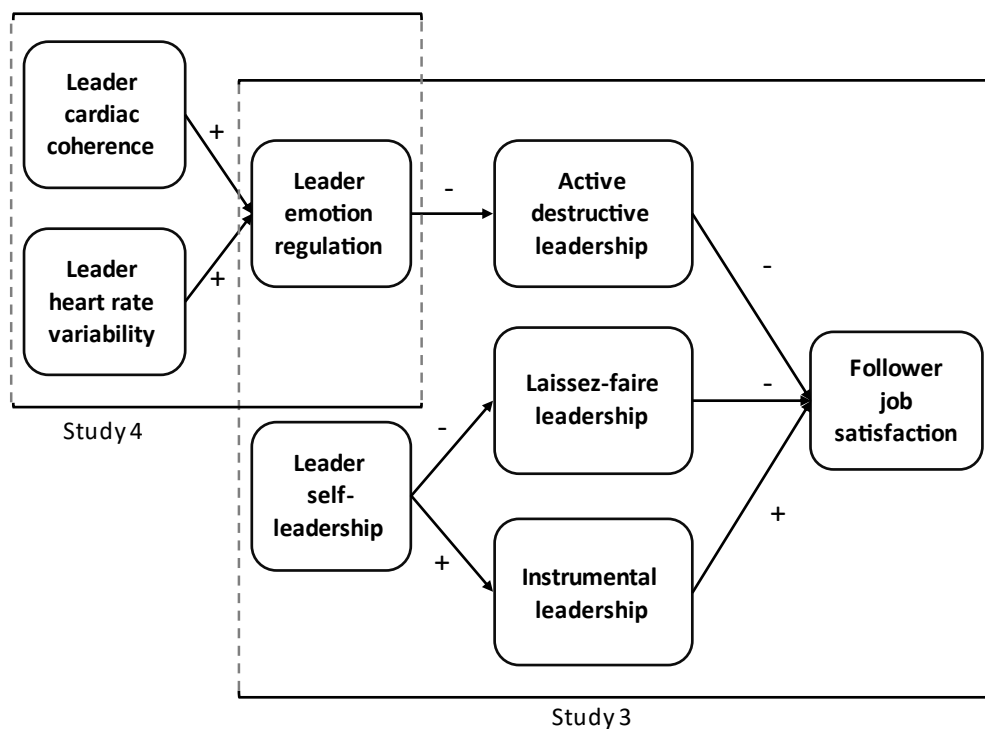 Leader
cardiac
coherence
+
Leader
heart rate
variability
+
Study 4
Leader
emotion
regulation
-
Active
destructive
leadership
-
Leader
self-
leadership
-
+
Laissez-faire
leadership
-
Instrumental
leadership
+
Follower
job
satisfaction
Study 3